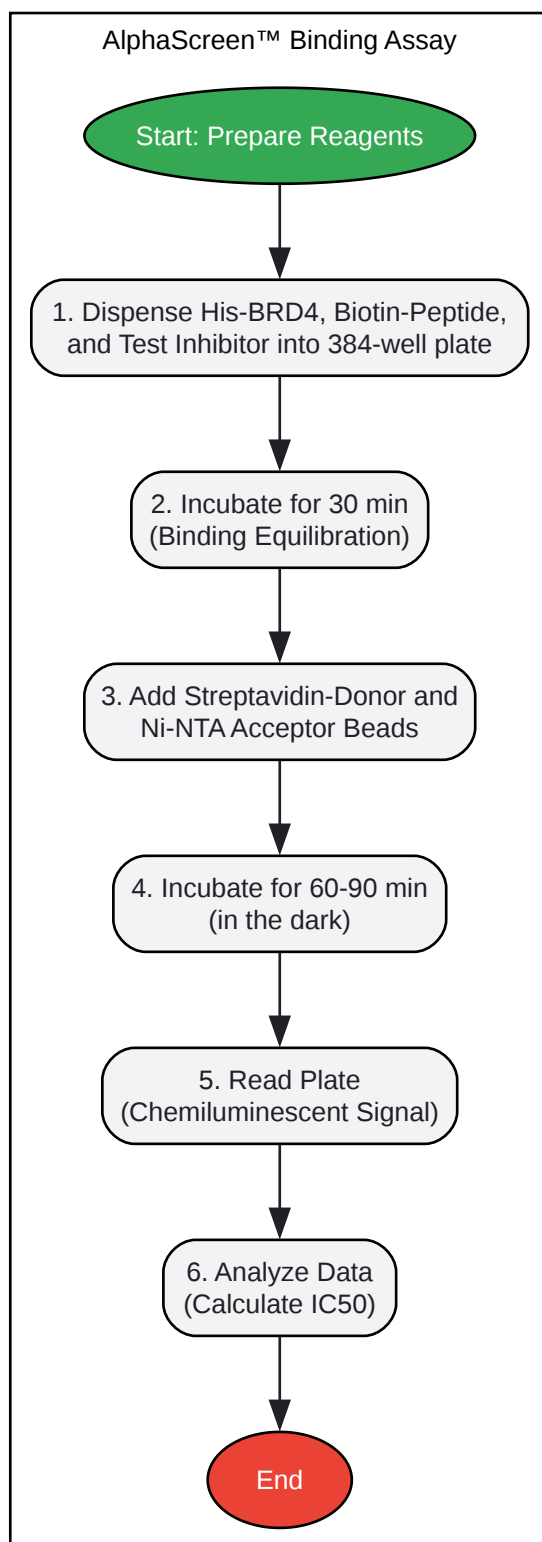 AlphaScreen™ Binding Assay
Start: Prepare Reagents
1. Dispense His-BRD4, Biotin-Peptide,
and Test Inhibitor into 384-well plate
2. Incubate for 30 min
(Binding Equilibration)
3. Add Streptavidin-Donor and
Ni-NTA Acceptor Beads
4. Incubate for 60-90 min
(in the dark)
5. Read Plate
(Chemiluminescent Signal)
6. Analyze Data
(Calculate IC50)
End